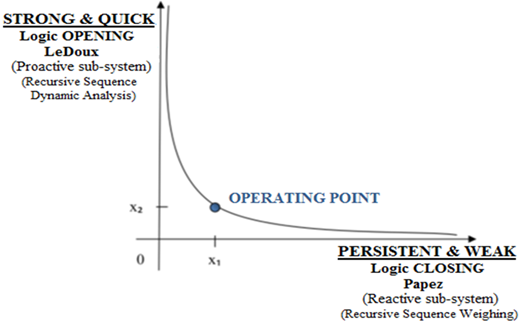 STRONG & QUICK
Logic OPENING
LeDoux
(Proactive sub-system)
(Recursive Sequence
Dynamic Analysis)
OPERATING POINT
x₂
0
x₁
PERSISTENT & WEAK
Logic CLOSING
Papez
(Reactive sub-system)
(Recursive Sequence Weighing)